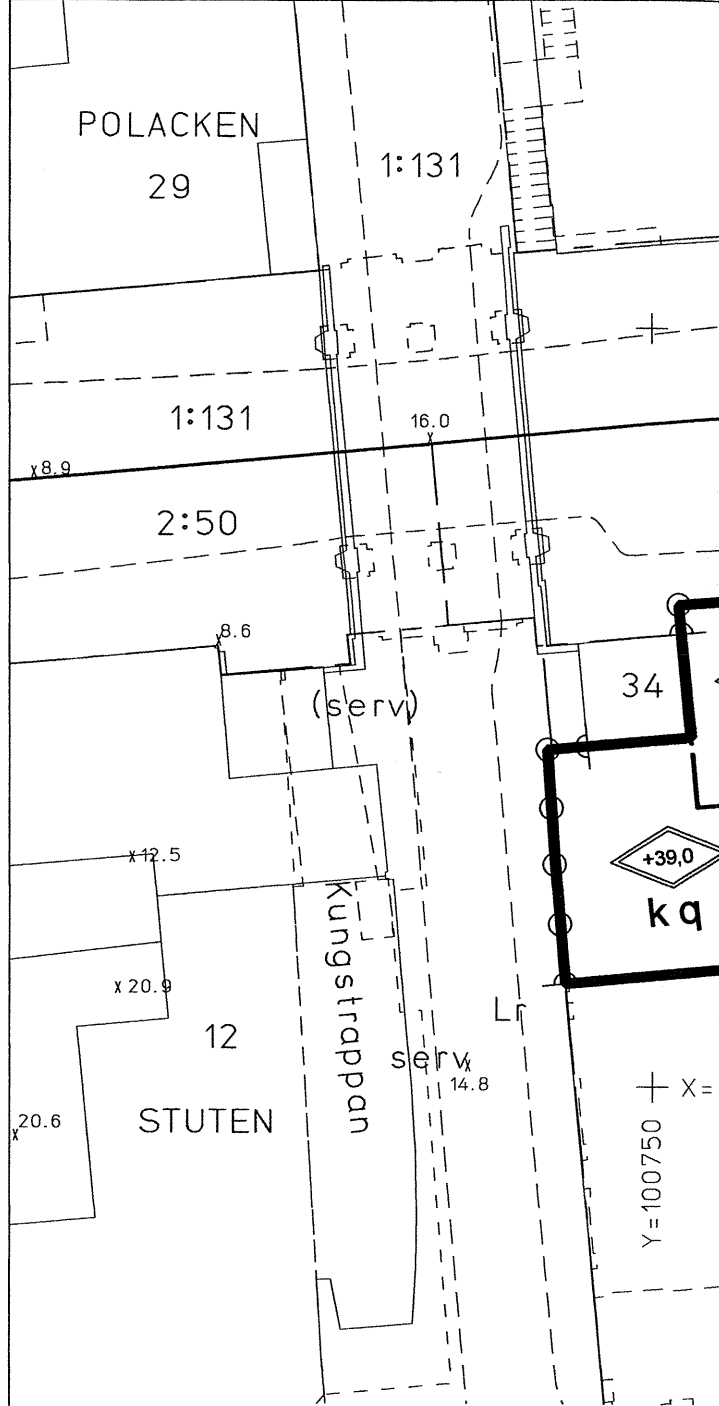 POLACKEN
29
1:131
1:131
16.0
x8.9
2:50
x8.6
34
(serv)
x12.5
+39,0
kq
Kungstrappan
x20.9
Lr
12
serv
x
14.8
X=
STUTEN
20.6
x
Y=100750